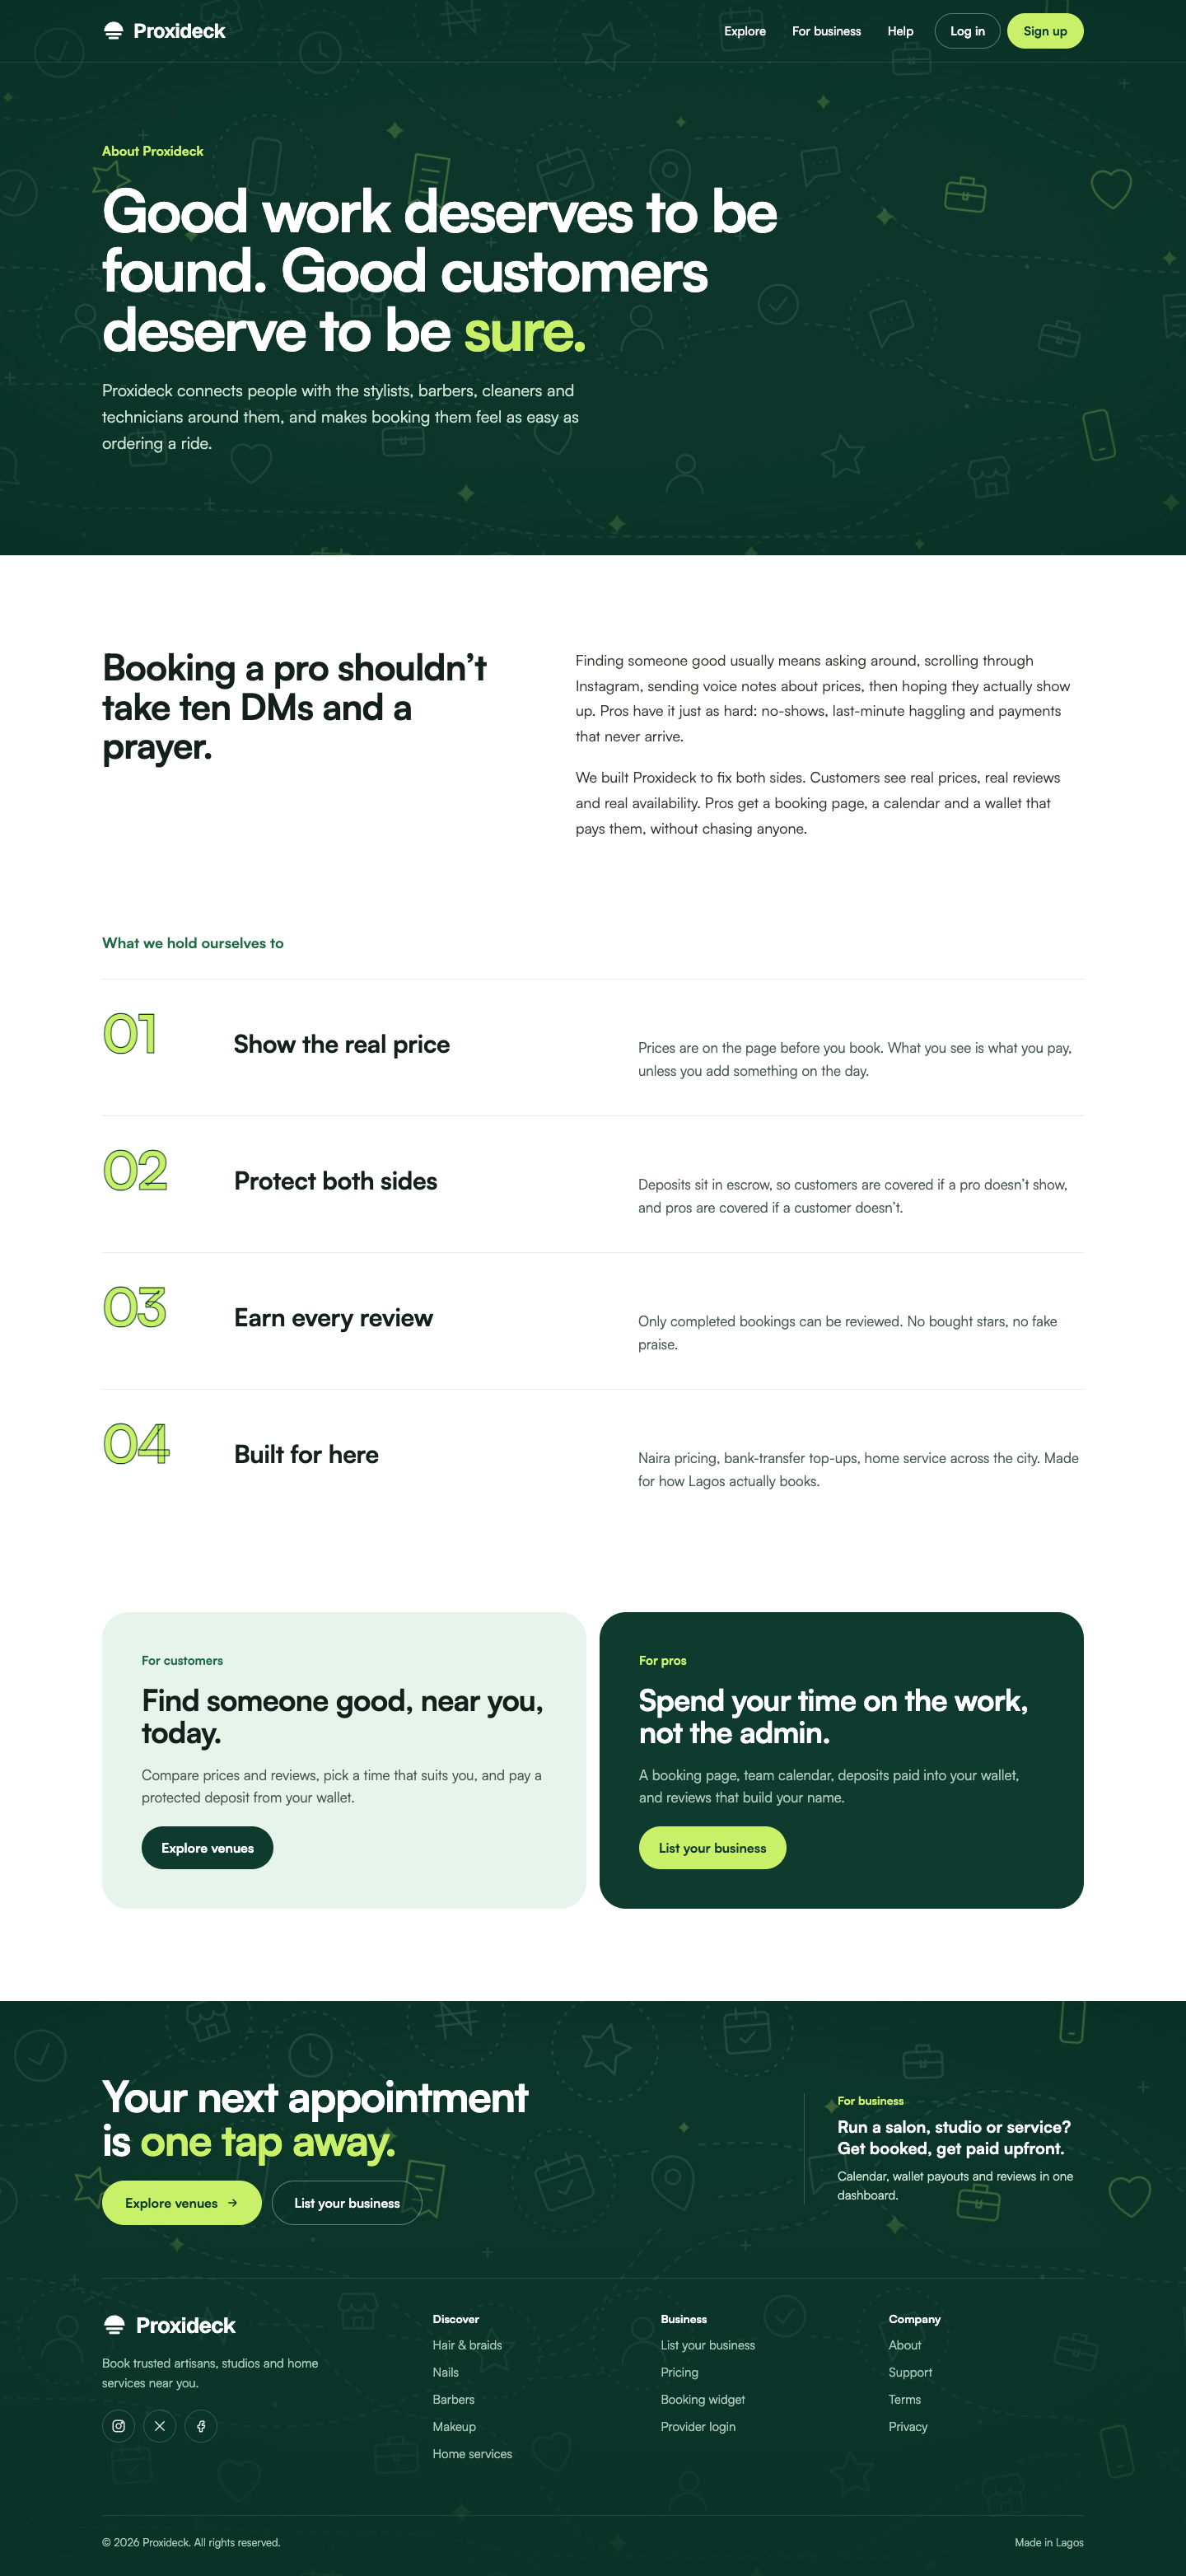 Proxideck
Explore
For business
Help
Log in
Sign up
About Proxideck
Good work deserves to be
found. Good customers
deserve to be sure.
Proxideck connects people with the stylists, barbers, cleaners and
technicians around them, and makes booking them feel as easy as
ordering a ride.
Booking a pro shouldn’t
take ten DMs and a
prayer.
Finding someone good usually means asking around, scrolling through
Instagram, sending voice notes about prices, then hoping they actually show
up. Pros have it just as hard: no-shows, last-minute haggling and payments
that never arrive.
We built Proxideck to fix both sides. Customers see real prices, real reviews
and real availability. Pros get a booking page, a calendar and a wallet that
pays them, without chasing anyone.
What we hold ourselves to
01
Show the real price
Prices are on the page before you book. What you see is what you pay,
unless you add something on the day.
02
Protect both sides
Deposits sit in escrow, so customers are covered if a pro doesn’t show,
and pros are covered if a customer doesn’t.
03
Earn every review
Only completed bookings can be reviewed. No bought stars, no fake
praise.
04
Built for here
Naira pricing, bank-transfer top-ups, home service across the city. Made
for how Lagos actually books.
For customers
Find someone good, near you,
today.
Compare prices and reviews, pick a time that suits you, and pay a
protected deposit from your wallet.
Explore venues
For pros
Spend your time on the work,
not the admin.
A booking page, team calendar, deposits paid into your wallet,
and reviews that build your name.
List your business
Your next appointment
is one tap away.
Explore venues →
List your business
For business
Run a salon, studio or service?
Get booked, get paid upfront.
Calendar, wallet payouts and reviews in one
dashboard.
Proxideck
Book trusted artisans, studios and home
services near you.
Discover
Hair & braids
Nails
Barbers
Makeup
Home services
Business
List your business
Pricing
Booking widget
Provider login
Company
About
Support
Terms
Privacy
© 2026 Proxideck. All rights reserved.
Made in Lagos